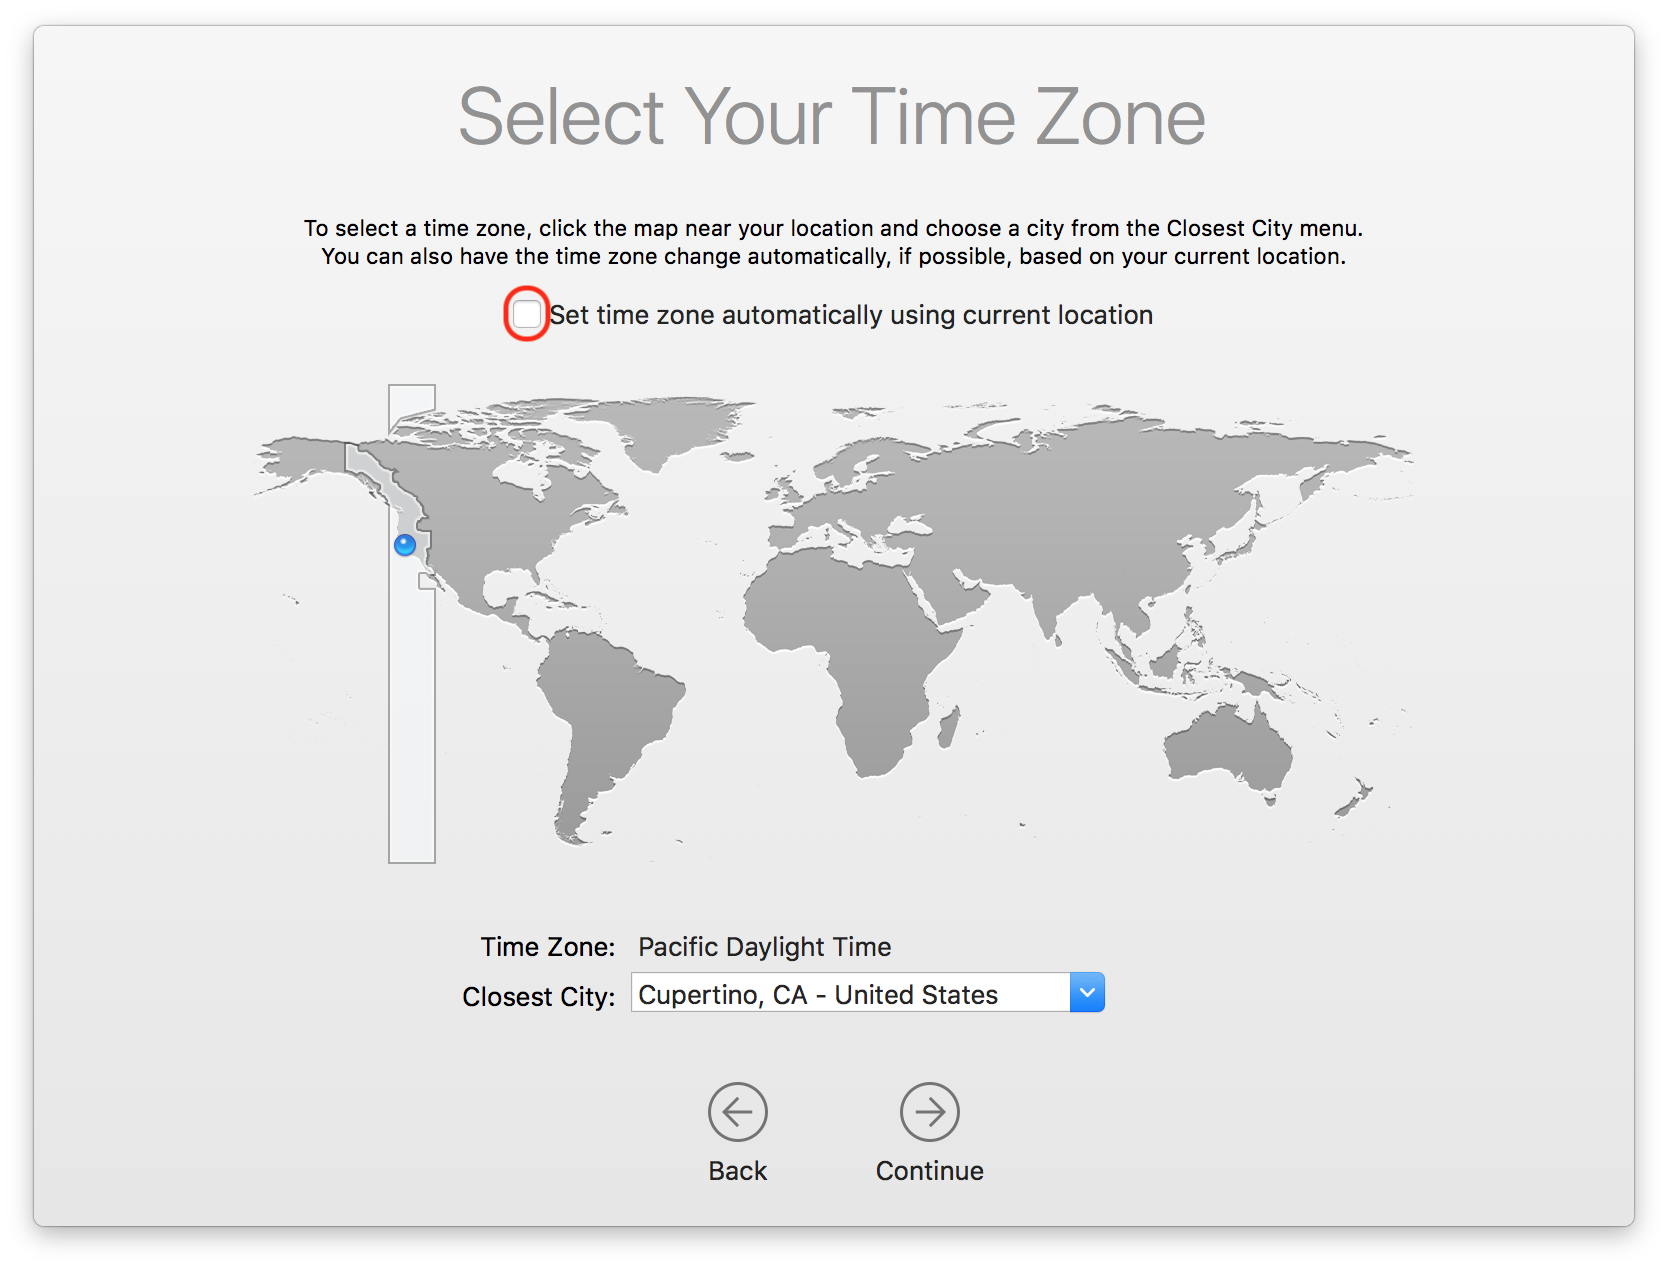 Select Your Time Zone
To select a time zone, click the map near your location and choose a city from the Closest City menu.
You can also have the time zone change automatically, if possible, based on your current location.
Set time zone automatically using current location
Time Zone: Pacific Daylight Time
Closest City: Cupertino, CA - United States
Back Continue